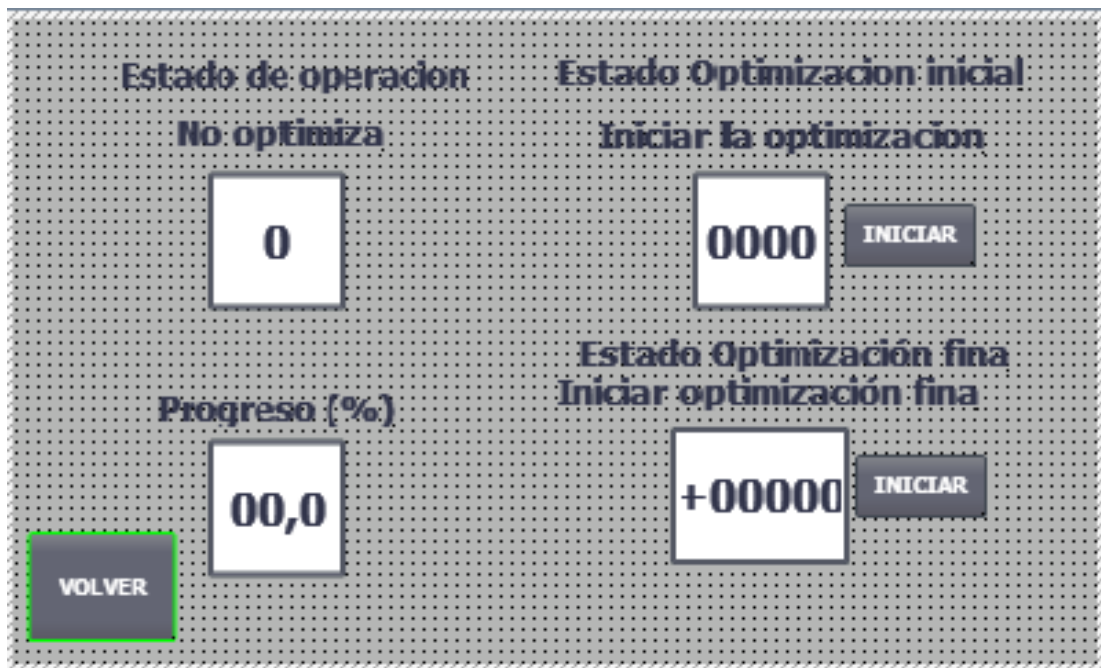 Estado de operacion
No optimiza
0
Progreso (%)
00,0
VOLVER
Estado Optimizacion inicial
Iniciar la optimizacion
0000
INICIAR
Estado Optimización fina
Iniciar optimización fina
+00000
INICIAR